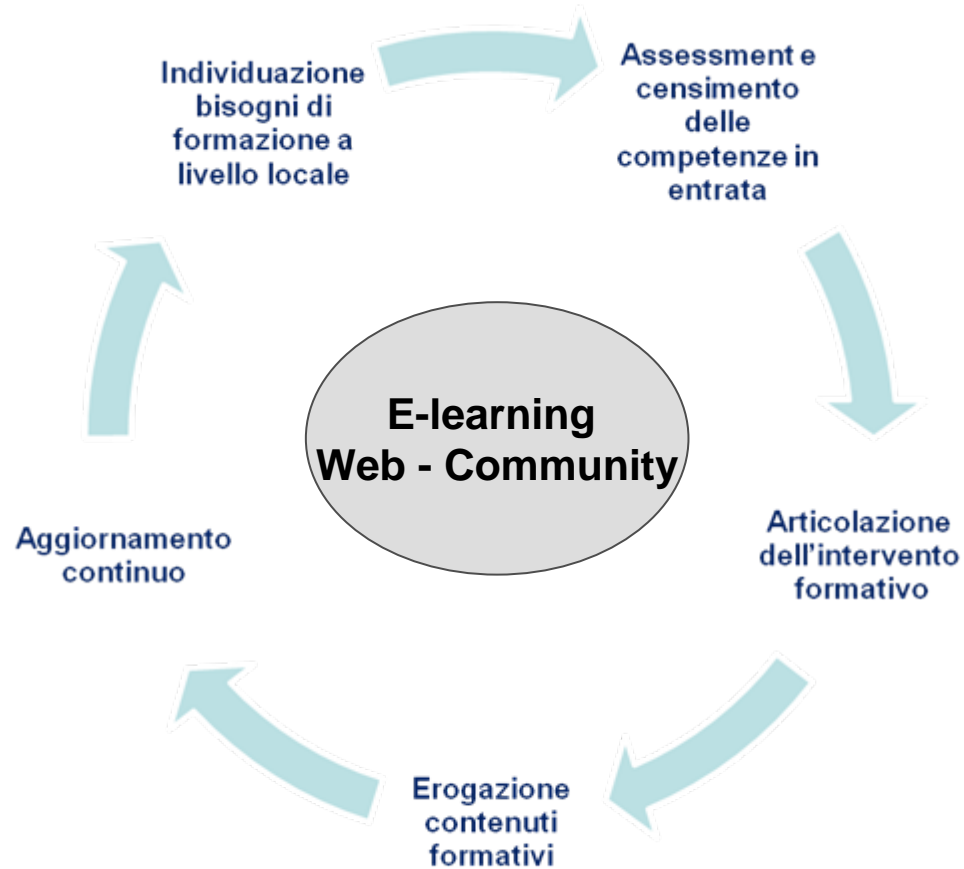 Individuazione
bisogni di
formazione a
livello locale
Assessment e
censimento
delle
competenze in
entrata
E-learning
Web - Community
Articolazione
dell'intervento
formativo
Erogazione
contenuti
formativi
Aggiornamento
continuo